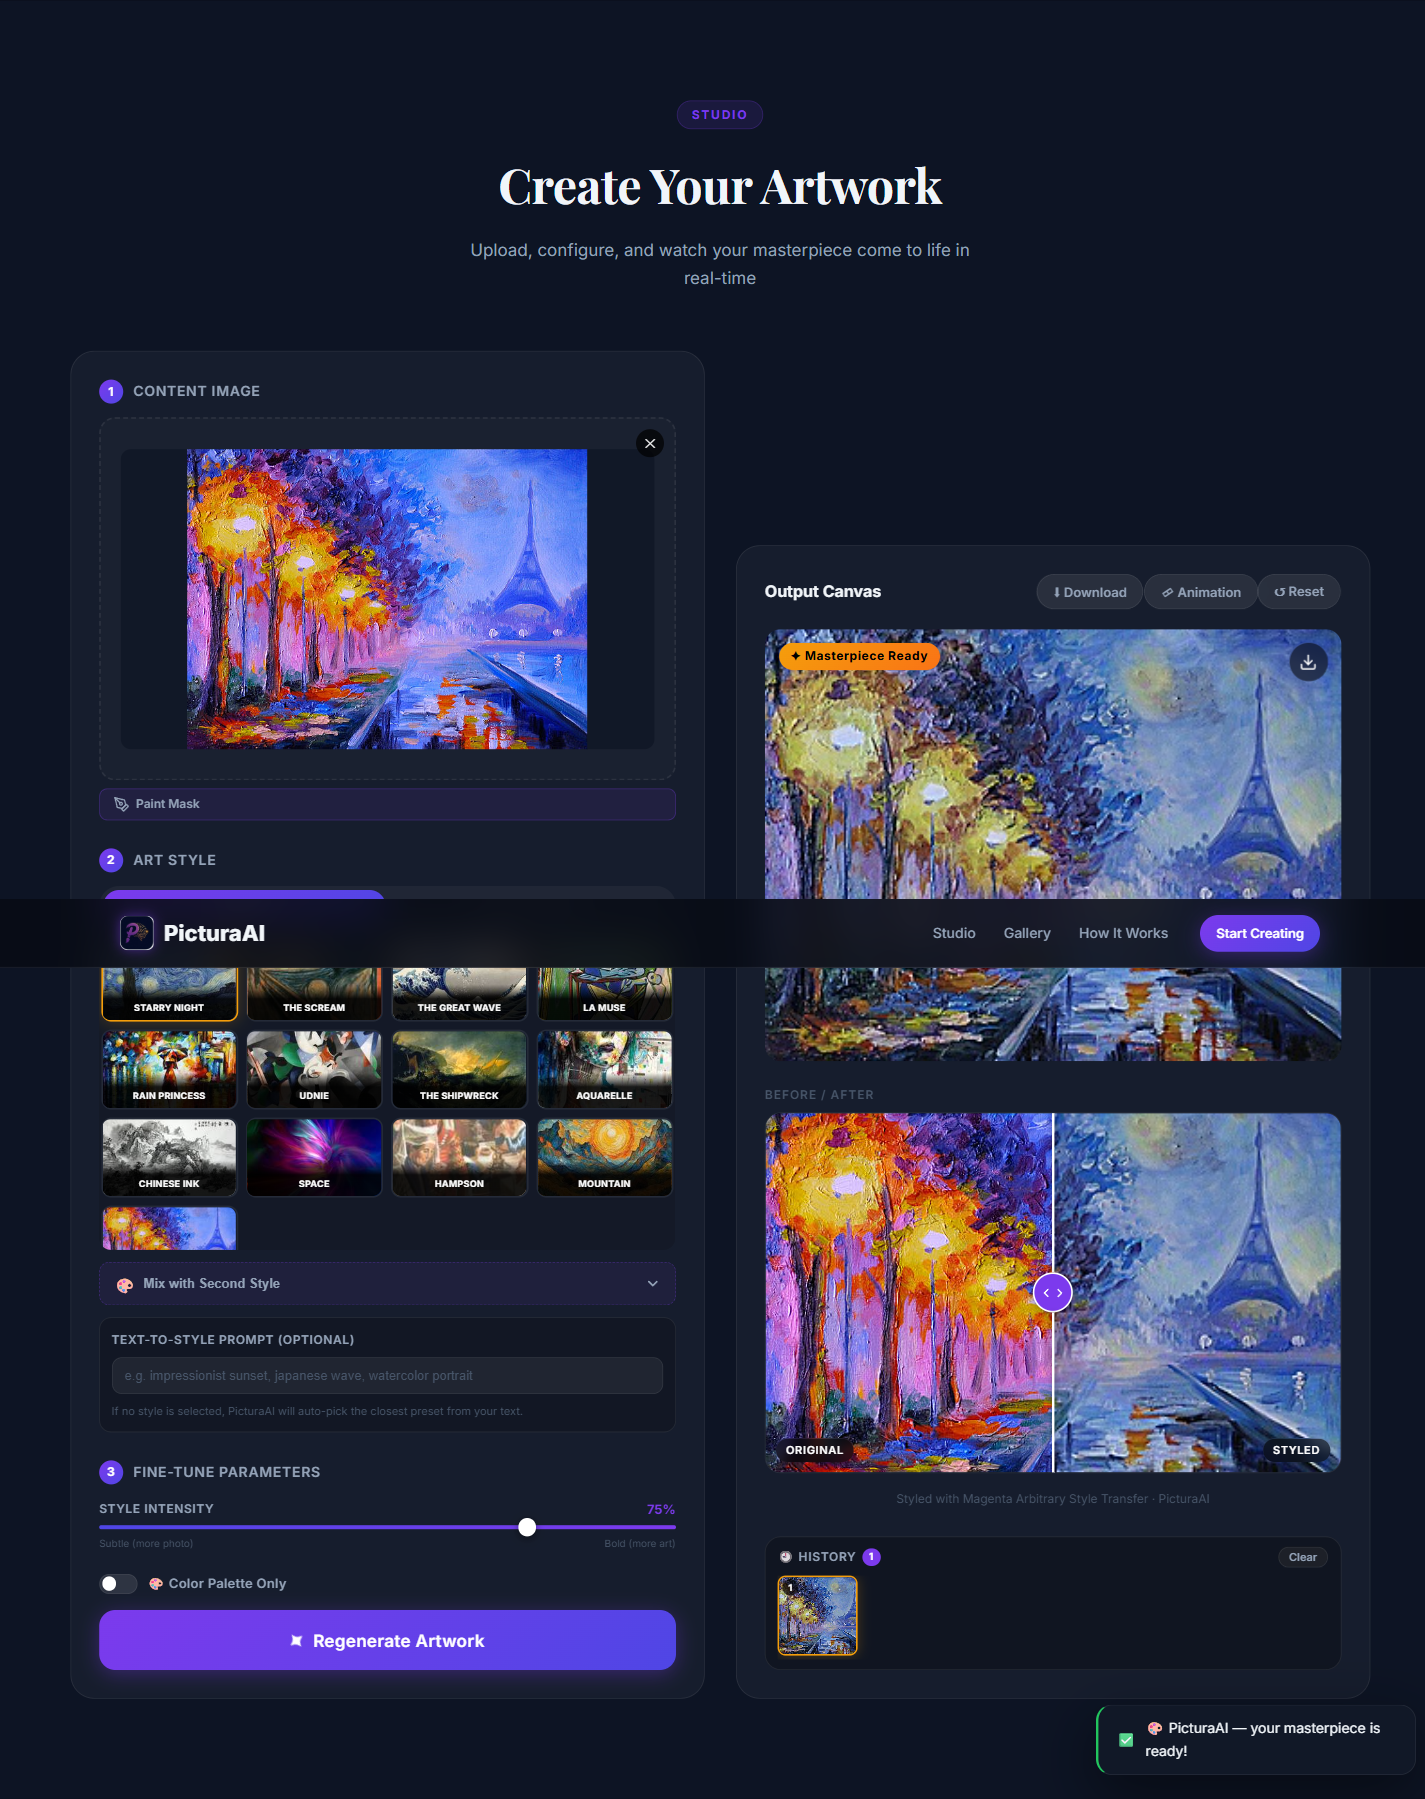 STUDIO
Create Your Artwork
Upload, configure, and watch your masterpiece come to life in
real-time
1 CONTENT IMAGE
Paint Mask
2 ART STYLE
PicturaAI
Studio
Gallery
How It Works
Start Creating
STARRY NIGHT
THE SCREAM
THE GREAT WAVE
LA MUSE
RAIN PRINCESS
UDNIE
THE SHIPWRECK
AQUARELLE
CHINESE INK
SPACE
HAMPSON
MOUNTAIN
Mix with Second Style
TEXT-TO-STYLE PROMPT (OPTIONAL)
e.g. impressionist sunset, japanese wave, watercolor portrait
If no style is selected, PicturaAI will auto-pick the closest preset from your text.
3 FINE-TUNE PARAMETERS
STYLE INTENSITY
75%
Subtle (more photo)
Bold (more art)
Color Palette Only
Regenerate Artwork
Output Canvas
Download
Animation
Reset
Masterpiece Ready
BEFORE / AFTER
ORIGINAL
STYLED
Styled with Magenta Arbitrary Style Transfer · PicturaAI
HISTORY 1
Clear
1
PicturaAI — your masterpiece is
ready!